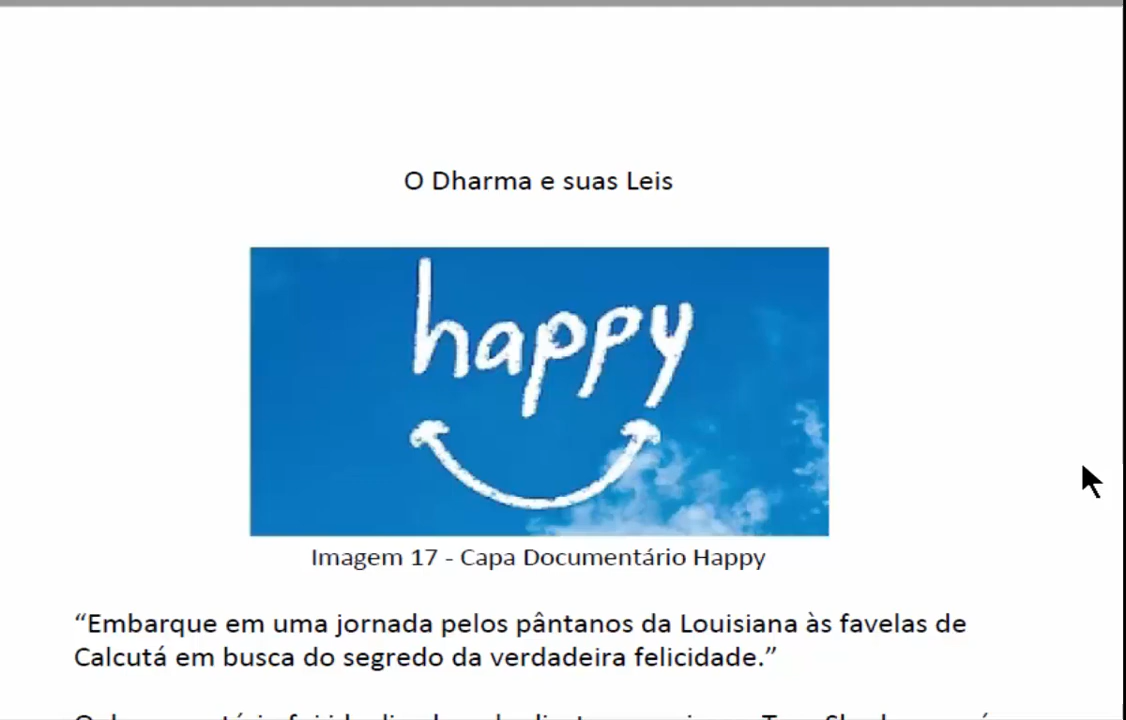 O Dharma e suas Leis
happy
Imagem 17 - Capa Documentário Happy
“Embarque em uma jornada pelos pântanos da Louisiana às favelas de
Calcutá em busca do segredo da verdadeira felicidade.”